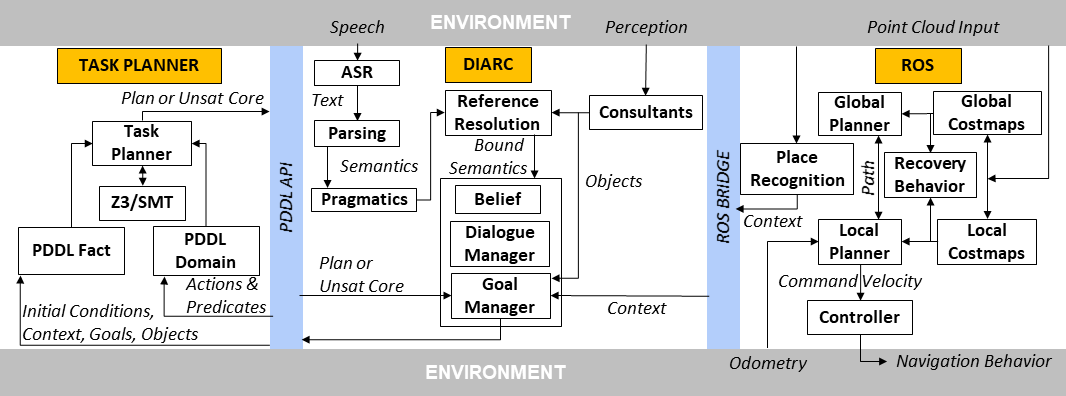 ENVIRONMENT
Speech
Perception
Point Cloud Input
TASK PLANNER
DIARC
ROS
ASR
Plan or Unsat Core
Text
Reference
Resolution
Consultants
Global
Planner
Global
Costmaps
Task
Planner
Parsing
Bound
Semantics
Semantics
Place
Recognition
Recovery
Behavior
Path
Z3/SMT
Pragmatics
Objects
PDDL API
ROS BRIDGE
Belief
Context
PDDL Fact
PDDL
Domain
Dialogue
Manager
Local
Planner
Local
Costmaps
Actions &
Predicates
Plan or
Unsat Core
Goal
Manager
Context
Command Velocity
Initial Conditions,
Context, Goals, Objects
Controller
Odometry
Navigation Behavior
ENVIRONMENT